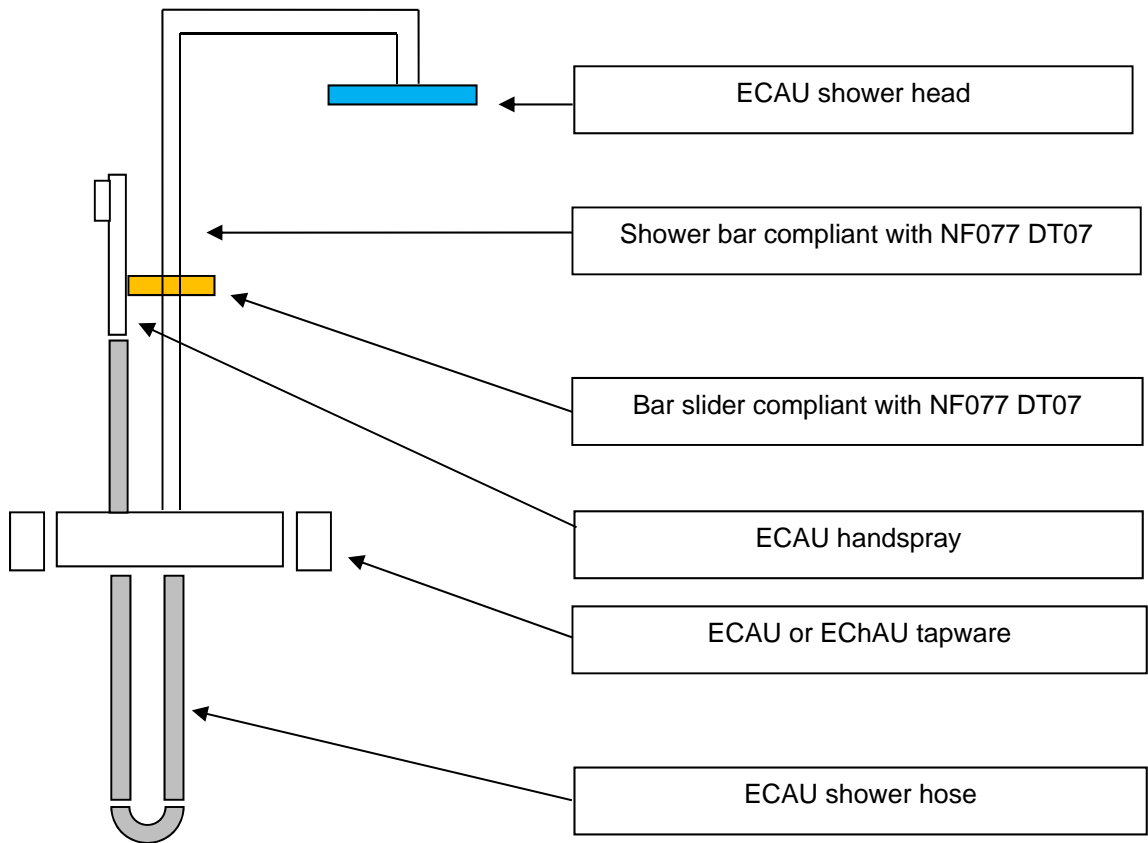 ECAU shower head
Shower bar compliant with NF077 DT07
Bar slider compliant with NF077 DT07
ECAU handspray
ECAU or EChAU tapware
ECAU shower hose